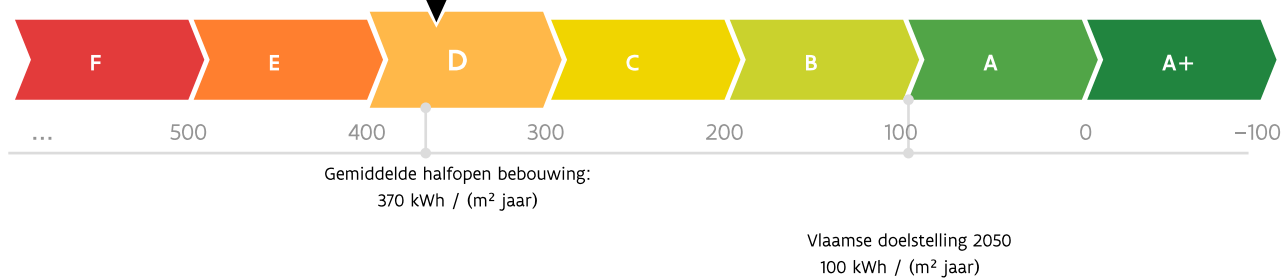 F E D C B A A+
... 500 400 300 200 100 0 −100
Gemiddelde halfopen bebouwing:
370 kWh / (m² jaar)
Vlaamse doelstelling 2050
100 kWh / (m² jaar)